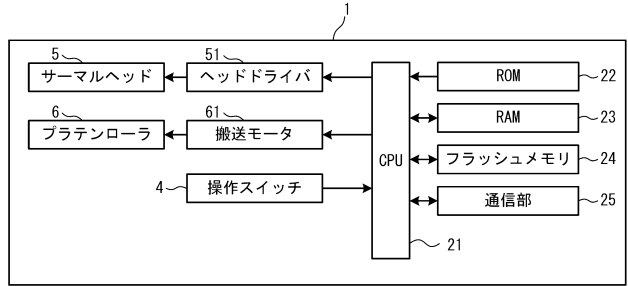 1
5
サーマルヘッド
51
ヘッドドライバ
ROM
22
6
プラテンローラ
61
搬送モータ
RAM
23
CPU
フラッシュメモリ
24
4
操作スイッチ
通信部
25
21